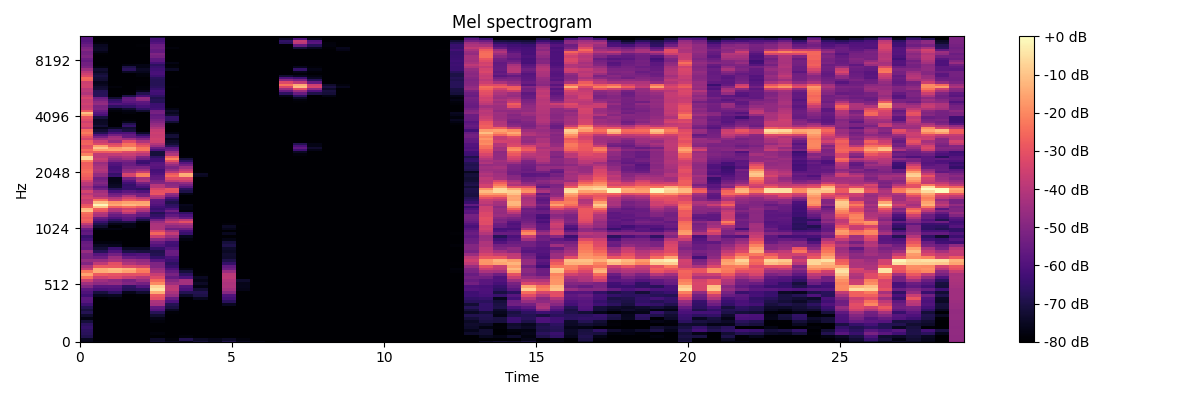 Mel spectrogram
Hz
8192
4096
2048
1024
512
0
0 5 10 15 20 25
Time
+0 dB
-10 dB
-20 dB
-30 dB
-40 dB
-50 dB
-60 dB
-70 dB
-80 dB